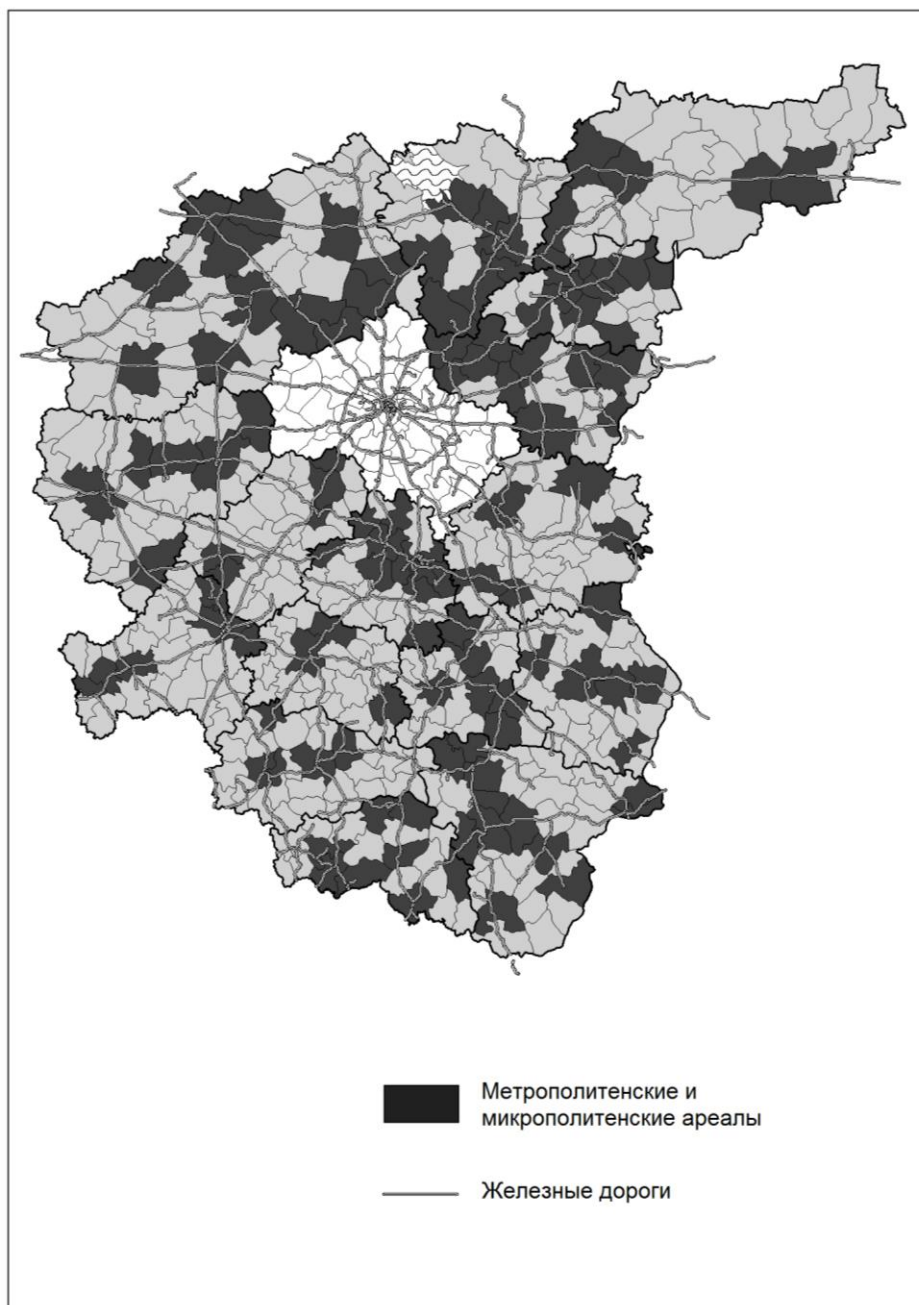 Метрополитенские и
микрополитенские ареалы
Железные дороги